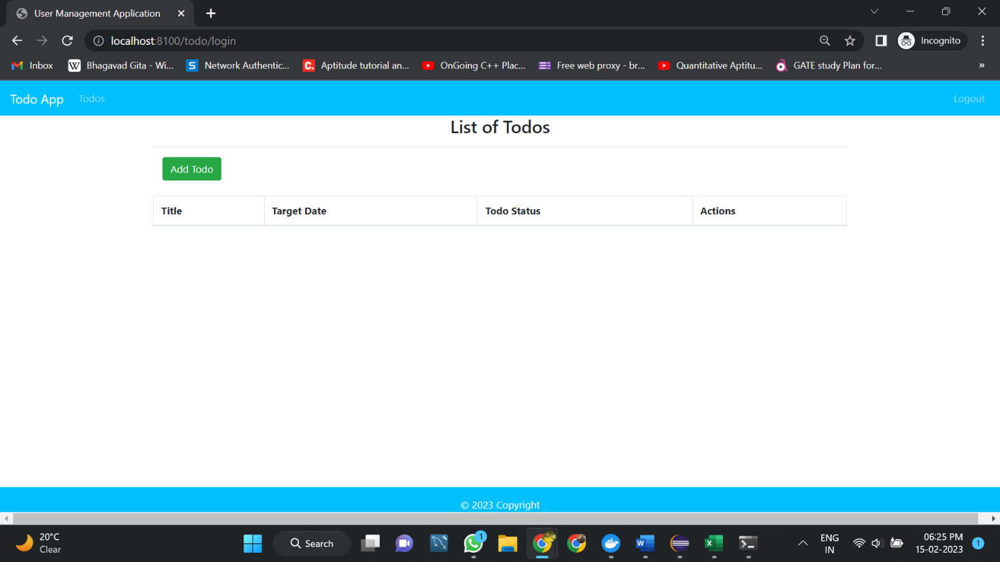 User Management Application
localhost:8100/todo/login
Incognito
Inbox
W
Bhagavad Gita - Wi...
S
Network Authentic...
C.
Aptitude tutorial an...
OnGoing C++ Plac...
Free web proxy - br...
Quantitative Aptitu...
GATE study Plan for...
»
Todo App
Todos
Logout
List of Todos
Add Todo
Title
Target Date
Todo Status
Actions
© 2023 Copyright
20°C
Clear
Search
1
W
X
ENG
IN
06:25 PM
15-02-2023
1